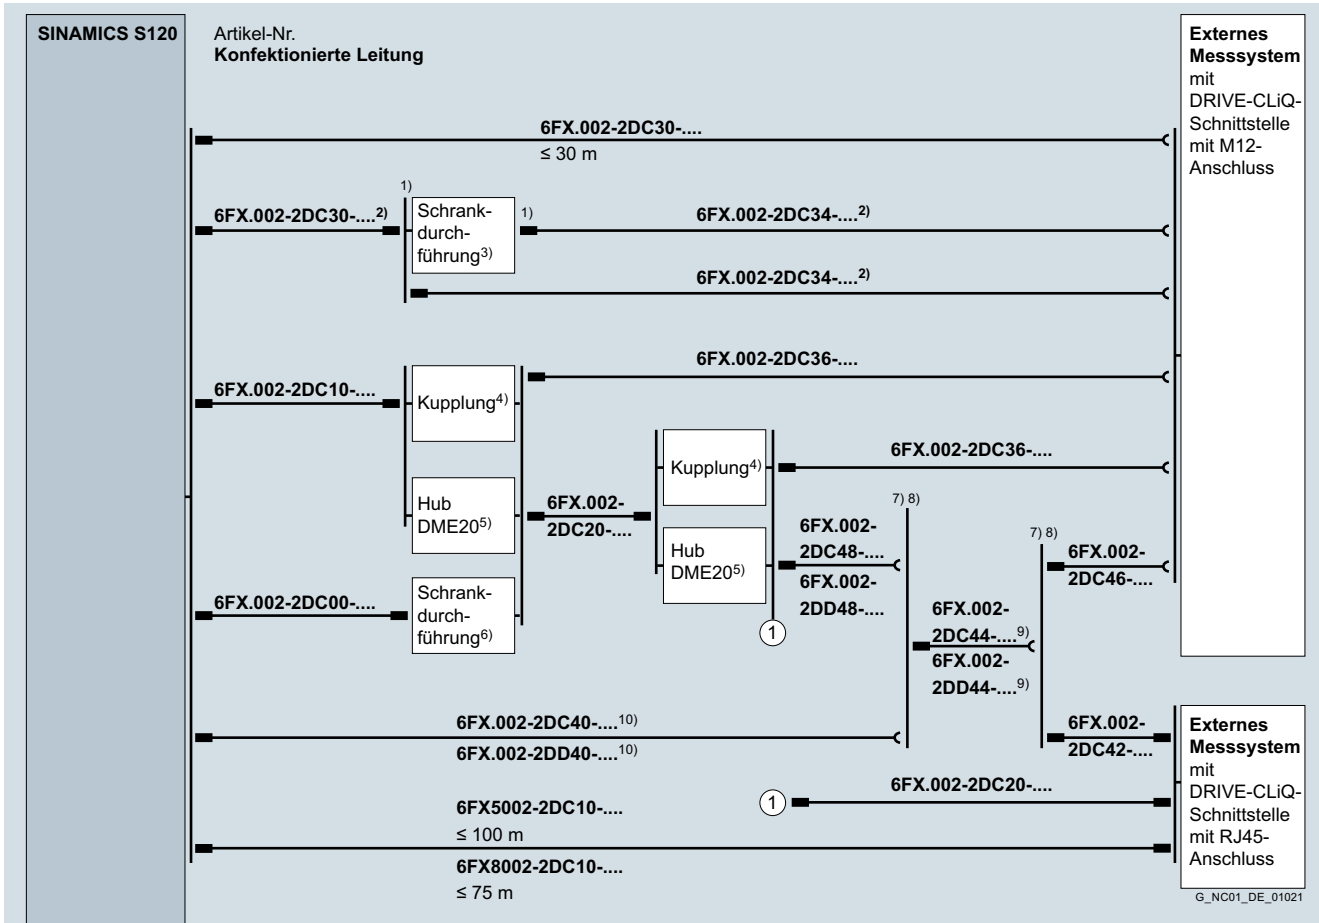 SINAMICS S120
Artikel-Nr.
Konfektionierte Leitung
Externes
Messsystem
mit
DRIVE-CLiQ-
Schnittstelle
mit M12-
Anschluss
6FX.002-2DC30-....
≤ 30 m
6FX.002-2DC30-....2)
1)
Schrank-
durch-
führung3)
1)
6FX.002-2DC34-....2)
6FX.002-2DC34-....2)
6FX.002-2DC36-....
6FX.002-2DC10-....
Kupplung4)
Hub
DME205)
6FX.002-
2DC20-....
Kupplung4)
6FX.002-2DC36-....
Hub
DME205)
6FX.002-
2DC48-....
6FX.002-
2DD48-....
7) 8)
7) 8)
6FX.002-
2DC46-....
6FX.002-2DC00-....
Schrank-
durch-
führung6)
1
6FX.002-
2DC44-....9)
6FX.002-
2DD44-....9)
6FX.002-2DC40-....10)
6FX.002-2DD40-....10)
6FX.002-
2DC42-....
Externes
Messsystem
mit
DRIVE-CLiQ-
Schnittstelle
mit RJ45-
Anschluss
1
6FX.002-2DC20-....
6FX5002-2DC10-....
≤ 100 m
6FX8002-2DC10-....
≤ 75 m
G_NC01_DE_01021